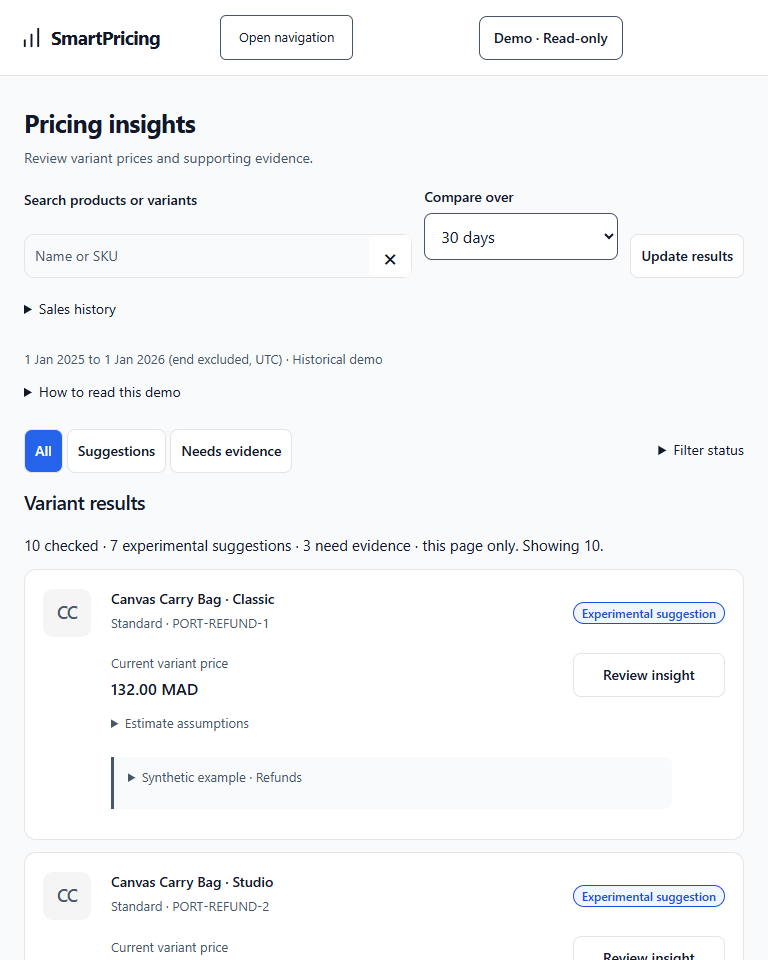 SmartPricing
Open navigation
Demo · Read-only
Pricing insights
Review variant prices and supporting evidence.
Search products or variants
Compare over
Name or SKU
30 days
Update results
Sales history
1 Jan 2025 to 1 Jan 2026 (end excluded, UTC) · Historical demo
How to read this demo
All
Suggestions
Needs evidence
Filter status
Variant results
10 checked · 7 experimental suggestions · 3 need evidence · this page only. Showing 10.
CC
Canvas Carry Bag · Classic
Standard · PORT-REFUND-1
Experimental suggestion
Current variant price
132.00 MAD
Review insight
Estimate assumptions
Synthetic example · Refunds
CC
Canvas Carry Bag · Studio
Standard · PORT-REFUND-2
Experimental suggestion
Current variant price
Review insight